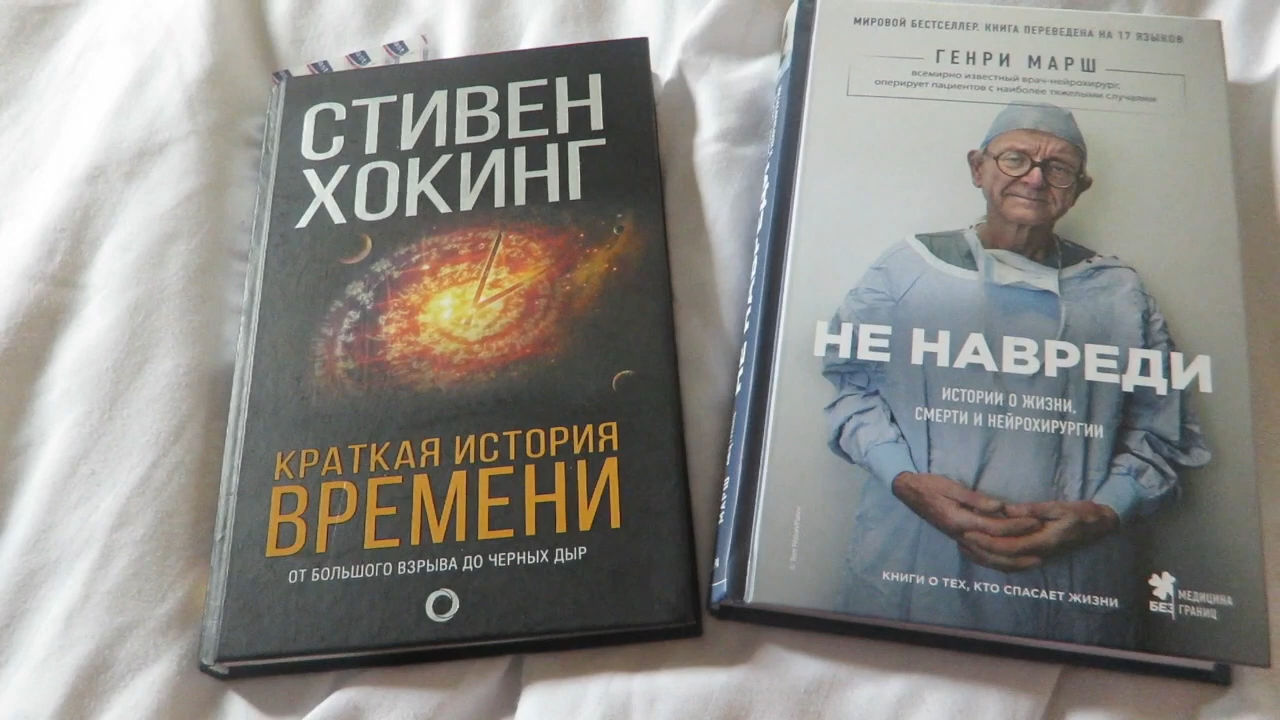 СТИВЕН
ХОКИНГ
КРАТКАЯ ИСТОРИЯ
ВРЕМЕНИ
ОТ БОЛЬШОГО ВЗРЫВА ДО ЧЕРНЫХ ДЫР
МИРОВОЙ БЕСТСЕЛЛЕР. КНИГА ПЕРЕВЕДЕНА НА 17 ЯЗЫКОВ
ГЕНРИ МАРШ
всемирно известный врач-нейрохирург,
оперирует пациентов с наиболее тяжелыми случаями
НЕ НАВРЕДИ
ИСТОРИИ О ЖИЗНИ,
СМЕРТИ И НЕЙРОХИРУРГИИ
КНИГИ О ТЕХ, КТО СПАСАЕТ ЖИЗНИ
МЕДИЦИНА
БЕЗ ГРАНИЦ
МАРШ